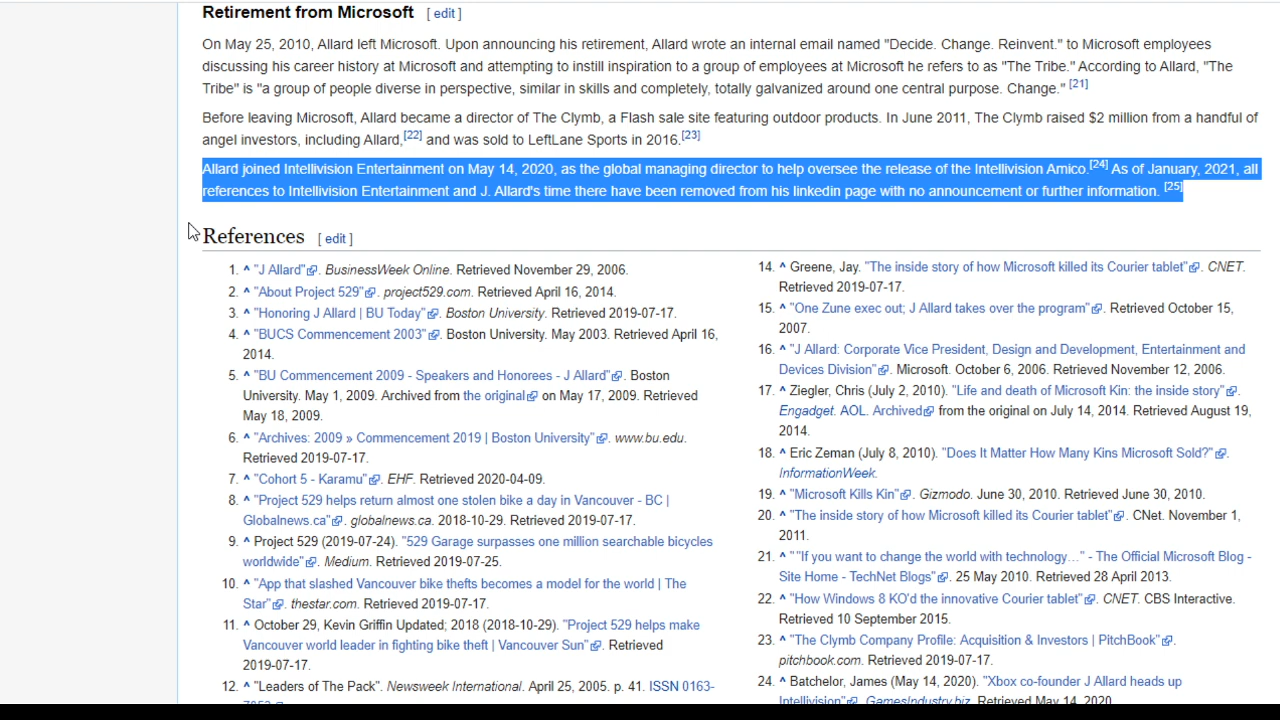 Retirement from Microsoft [ edit ]
On May 25, 2010, Allard left Microsoft. Upon announcing his retirement, Allard wrote an internal email named "Decide. Change. Reinvent." to Microsoft employees
discussing his career history at Microsoft and attempting to instill inspiration to a group of employees at Microsoft he refers to as "The Tribe." According to Allard, "The
Tribe" is "a group of people diverse in perspective, similar in skills and completely, totally galvanized around one central purpose. Change." [21]
Before leaving Microsoft, Allard became a director of The Clymb, a Flash sale site featuring outdoor products. In June 2011, The Clymb raised $2 million from a handful of
angel investors, including Allard,[22] and was sold to LeftLane Sports in 2016.[23]
Allard joined Intellivision Entertainment on May 14, 2020, as the global managing director to help oversee the release of the Intellivision Amico.[24] As of January, 2021, all
references to Intellivision Entertainment and J. Allard's time there have been removed from his linkedin page with no announcement or further information. [25]
References [ edit ]
1. ^ "J Allard". BusinessWeek Online. Retrieved November 29, 2006.
2. ^ "About Project 529". project529.com. Retrieved April 16, 2014.
3. ^ "Honoring J Allard | BU Today". Boston University. Retrieved 2019-07-17.
4. ^ "BUCS Commencement 2003". Boston University. May 2003. Retrieved April 16,
2014.
5. ^ "BU Commencement 2009 - Speakers and Honorees - J Allard". Boston
University. May 1, 2009. Archived from the original on May 17, 2009. Retrieved
May 18, 2009.
6. ^ "Archives: 2009 » Commencement 2019 | Boston University". www.bu.edu.
Retrieved 2019-07-17.
7. ^ "Cohort 5 - Karamu". EHF. Retrieved 2020-04-09.
8. ^ "Project 529 helps return almost one stolen bike a day in Vancouver - BC |
Globalnews.ca". globalnews.ca. 2018-10-29. Retrieved 2019-07-17.
9. ^ Project 529 (2019-07-24). "529 Garage surpasses one million searchable bicycles
worldwide". Medium. Retrieved 2019-07-25.
10. ^ "App that slashed Vancouver bike thefts becomes a model for the world | The
Star". thestar.com. Retrieved 2019-07-17.
11. ^ October 29, Kevin Griffin Updated; 2018 (2018-10-29). "Project 529 helps make
Vancouver world leader in fighting bike theft | Vancouver Sun". Retrieved
2019-07-17.
12. ^ "Leaders of The Pack". Newsweek International. April 25, 2005. p. 41. ISSN 0163-
14. ^ Greene, Jay. "The inside story of how Microsoft killed its Courier tablet". CNET.
Retrieved 2019-07-17.
15. ^ "One Zune exec out; J Allard takes over the program". Retrieved October 15,
2007.
16. ^ "J Allard: Corporate Vice President, Design and Development, Entertainment and
Devices Division". Microsoft. October 6, 2006. Retrieved November 12, 2006.
17. ^ Ziegler, Chris (July 2, 2010). "Life and death of Microsoft Kin: the inside story".
Engadget. AOL. Archived from the original on July 14, 2014. Retrieved August 19,
2014.
18. ^ Eric Zeman (July 8, 2010). "Does It Matter How Many Kins Microsoft Sold?".
InformationWeek.
19. ^ "Microsoft Kills Kin". Gizmodo. June 30, 2010. Retrieved June 30, 2010.
20. ^ "The inside story of how Microsoft killed its Courier tablet". CNet. November 1,
2011.
21. ^ ""If you want to change the world with technology…" - The Official Microsoft Blog -
Site Home - TechNet Blogs". 25 May 2010. Retrieved 28 April 2013.
22. ^ "How Windows 8 KO'd the innovative Courier tablet". CNET. CBS Interactive.
Retrieved 10 September 2015.
23. ^ "The Clymb Company Profile: Acquisition & Investors | PitchBook".
pitchbook.com. Retrieved 2019-07-17.
24. ^ Batchelor, James (May 14, 2020). "Xbox co-founder J Allard heads up
Intellivision". GamesIndustry.biz. Retrieved May 14, 2020.